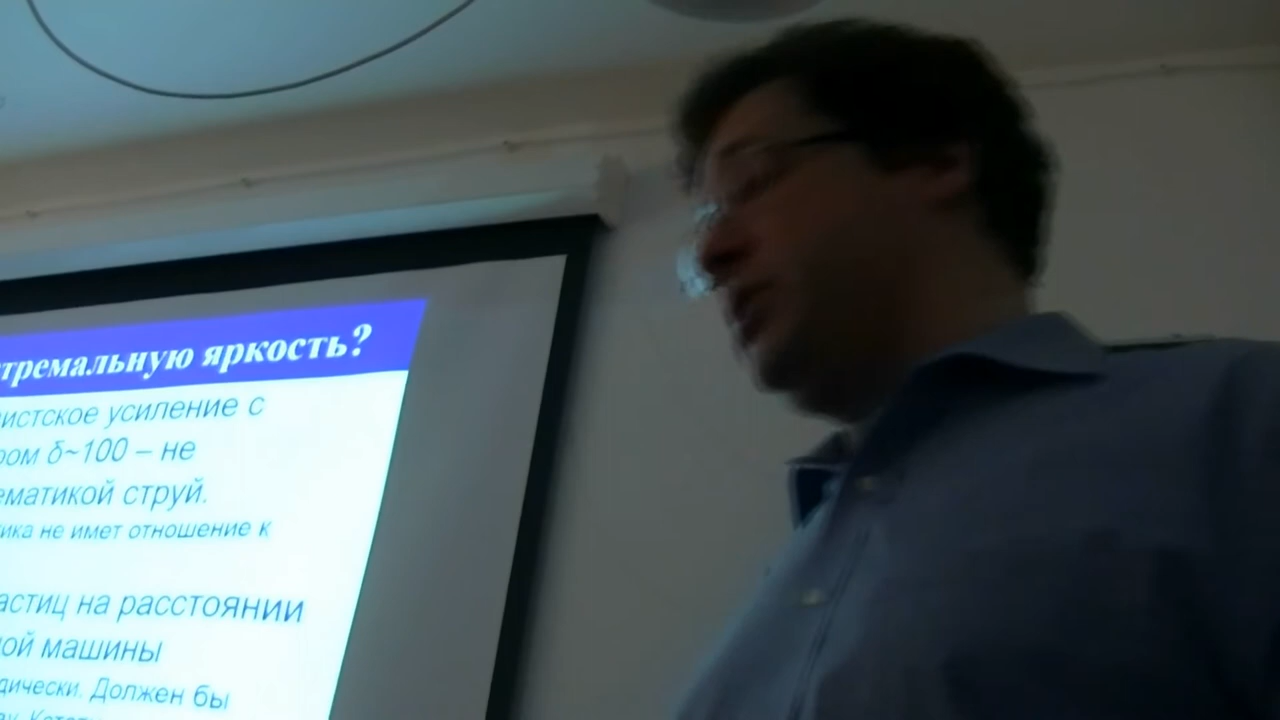 стремальную яркость?
истское усиление с
ром δ~100 – не
ематикой струй.
ика не имет отношение к
астиц на расстоянии
ой машины
дически. Должен бы